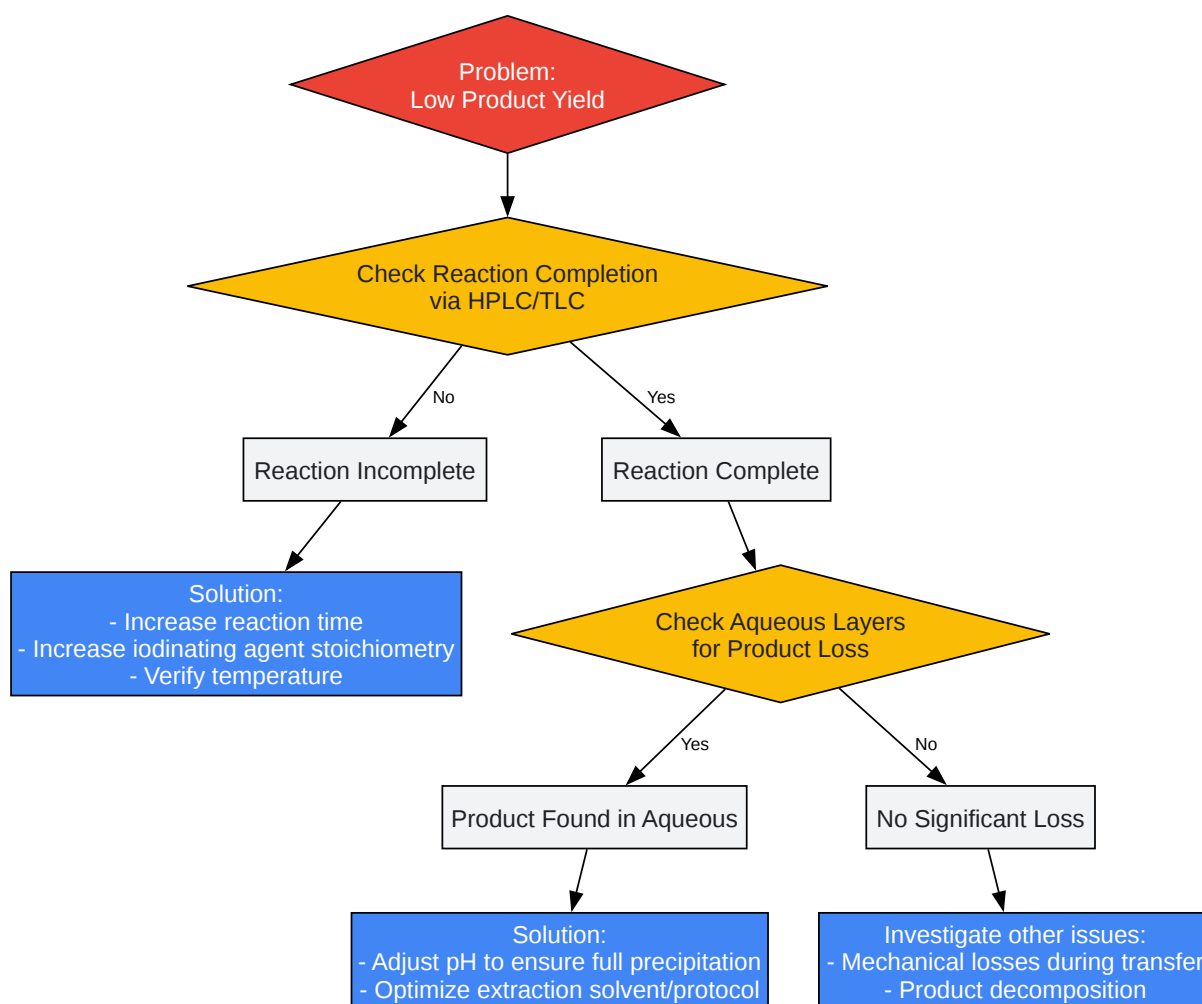 Problem:
Low Product Yield
Check Reaction Completion
via HPLC/TLC
No
Yes
Reaction Incomplete
Reaction Complete
Solution:
- Increase reaction time
- Increase iodinating agent stoichiometry
- Verify temperature
Check Aqueous Layers
for Product Loss
Yes
No
Product Found in Aqueous
No Significant Loss
Solution:
- Adjust pH to ensure full precipitation
- Optimize extraction solvent/protocol
Investigate other issues:
- Mechanical losses during transfer
- Product decomposition